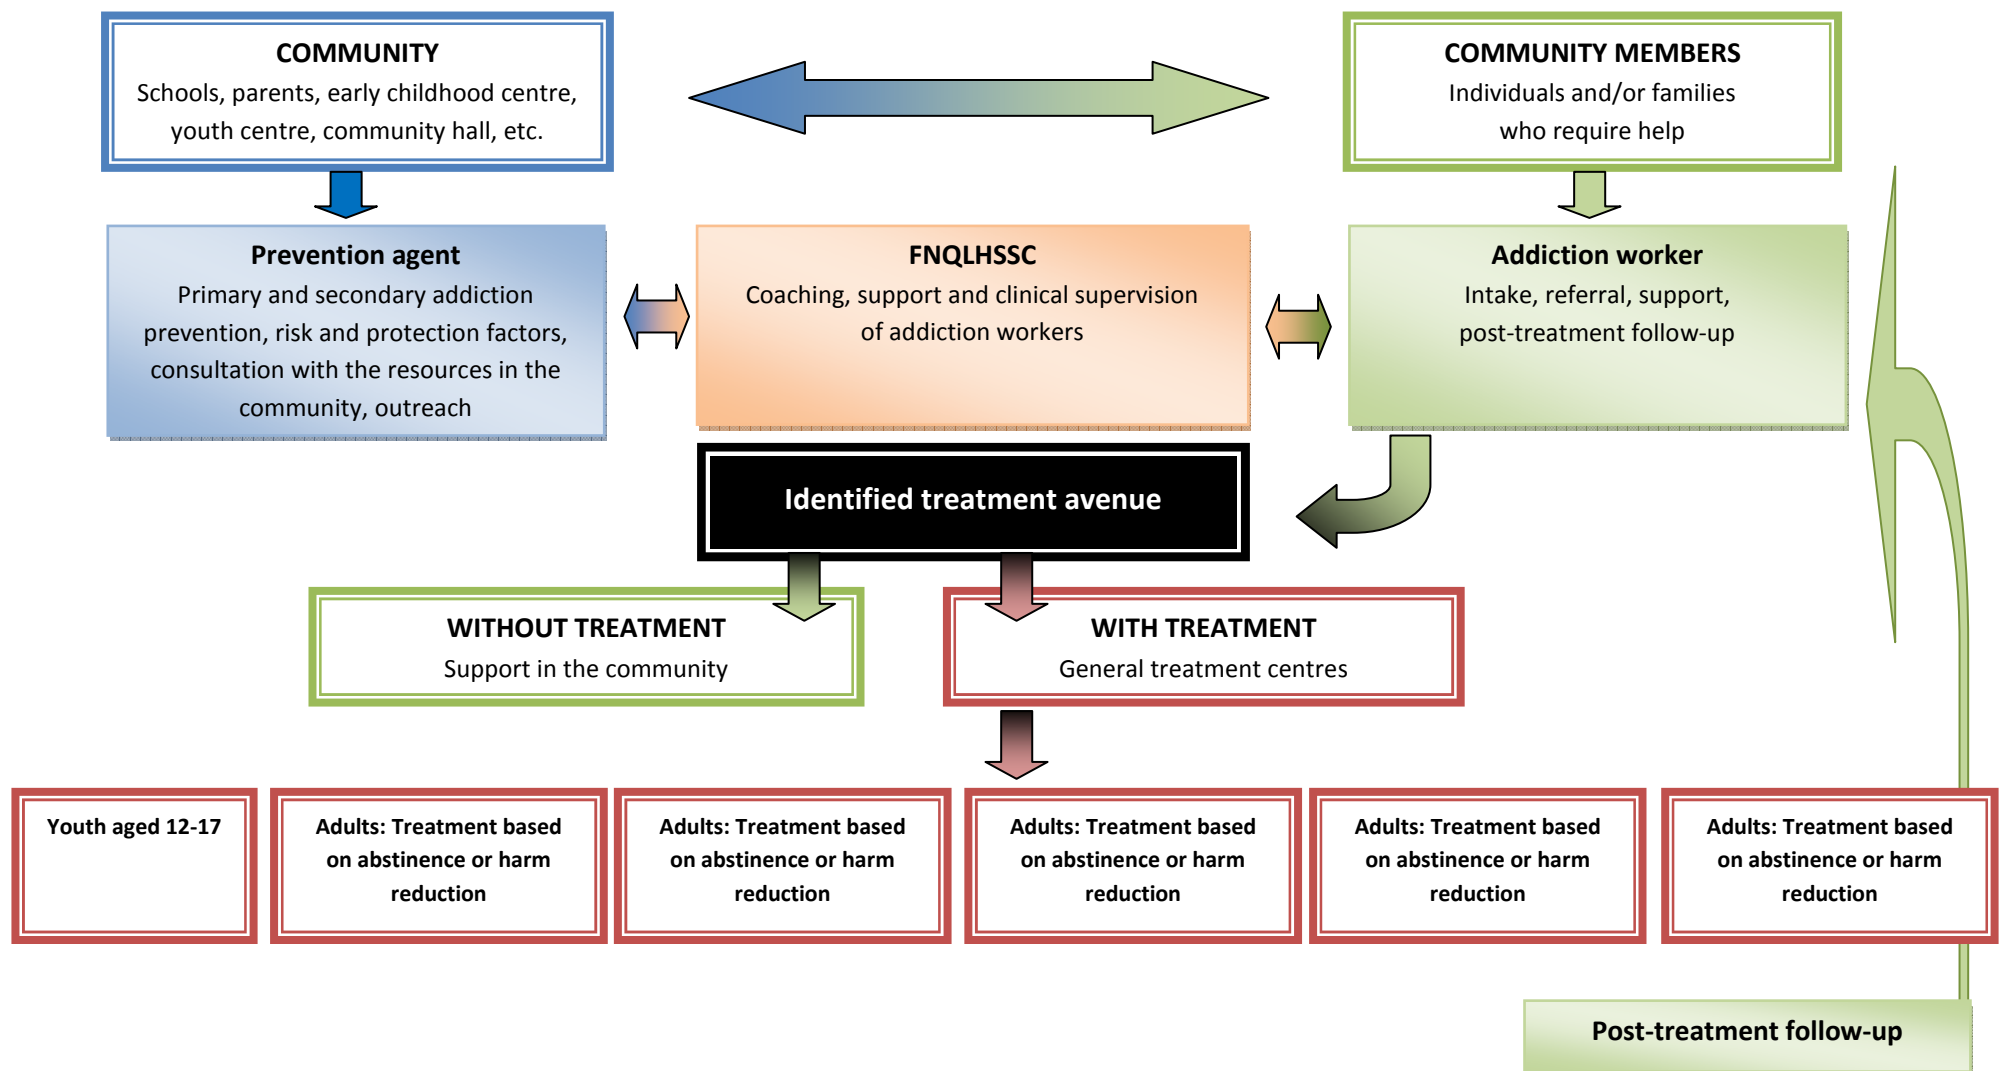 COMMUNITY
Schools, parents, early childhood centre,
youth centre, community hall, etc.
COMMUNITY MEMBERS
Individuals and/or families
who require help
Prevention agent
Primary and secondary addiction
prevention, risk and protection factors,
consultation with the resources in the
community, outreach
FNQLHSSC
Coaching, support and clinical supervision
of addiction workers
Addiction worker
Intake, referral, support,
post-treatment follow-up
Identified treatment avenue
WITHOUT TREATMENT
Support in the community
WITH TREATMENT
General treatment centres
Youth aged 12-17
Adults: Treatment based
on abstinence or harm
reduction
Adults: Treatment based
on abstinence or harm
reduction
Adults: Treatment based
on abstinence or harm
reduction
Adults: Treatment based
on abstinence or harm
reduction
Adults: Treatment based
on abstinence or harm
reduction
Post-treatment follow-up